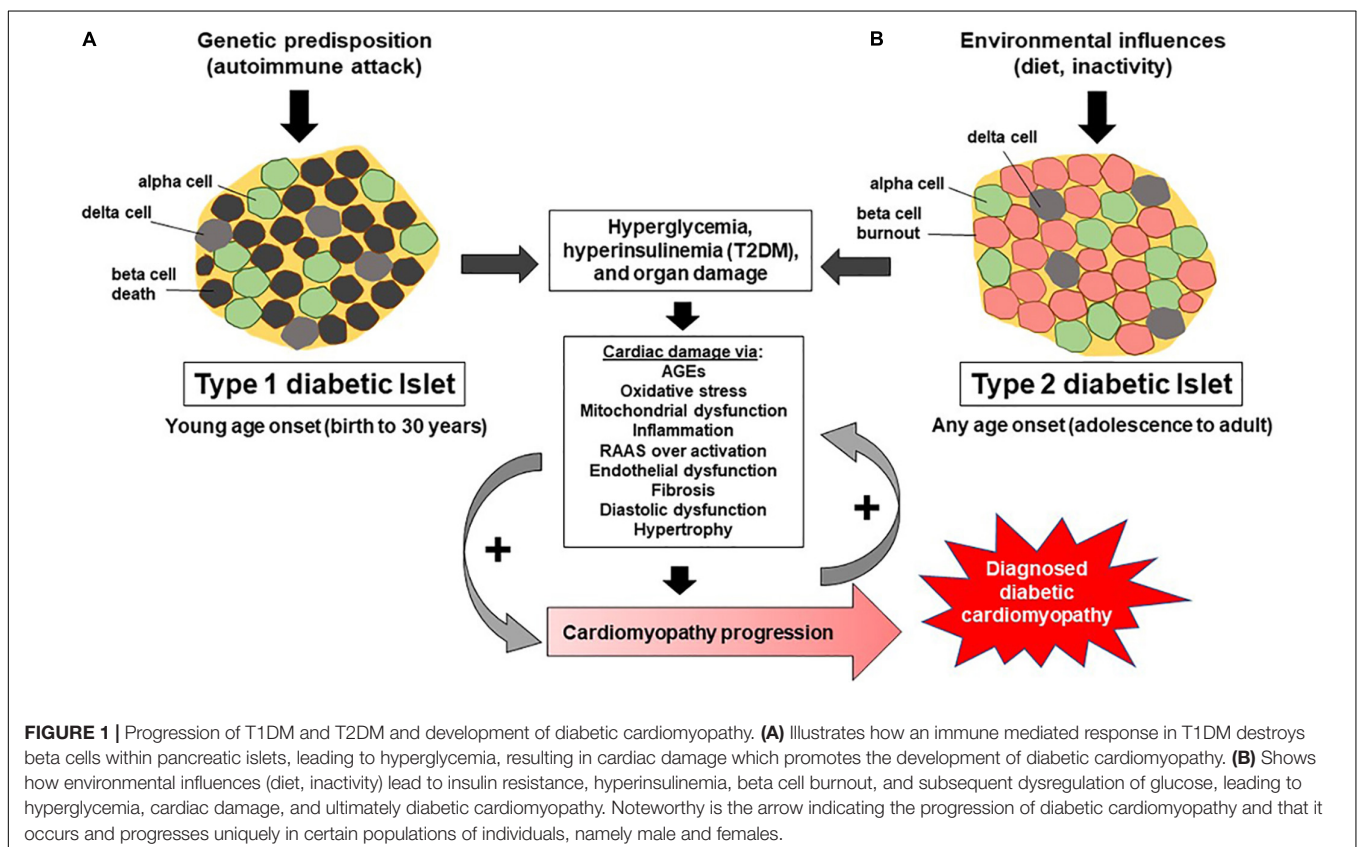 A
Genetic predisposition
(autoimmune attack)
alpha cell
delta cell
beta cell
death
Type 1 diabetic Islet
Young age onset (birth to 30 years)
B
Environmental influences
(diet, inactivity)
delta cell
alpha cell
beta cell
burnout
Type 2 diabetic Islet
Any age onset (adolescence to adult)
Hyperglycemia,
hyperinsulinemia (T2DM),
and organ damage
Cardiac damage via:
AGEs
Oxidative stress
Mitochondrial dysfunction
Inflammation
RAAS over activation
Endothelial dysfunction
Fibrosis
Diastolic dysfunction
Hypertrophy
+
+
Cardiomyopathy progression
Diagnosed
diabetic
cardiomyopathy
FIGURE 1 | Progression of T1DM and T2DM and development of diabetic cardiomyopathy. (A) Illustrates how an immune mediated response in T1DM destroys
beta cells within pancreatic islets, leading to hyperglycemia, resulting in cardiac damage which promotes the development of diabetic cardiomyopathy. (B) Shows
how environmental influences (diet, inactivity) lead to insulin resistance, hyperinsulinemia, beta cell burnout, and subsequent dysregulation of glucose, leading to
hyperglycemia, cardiac damage, and ultimately diabetic cardiomyopathy. Noteworthy is the arrow indicating the progression of diabetic cardiomyopathy and that it
occurs and progresses uniquely in certain populations of individuals, namely male and females.